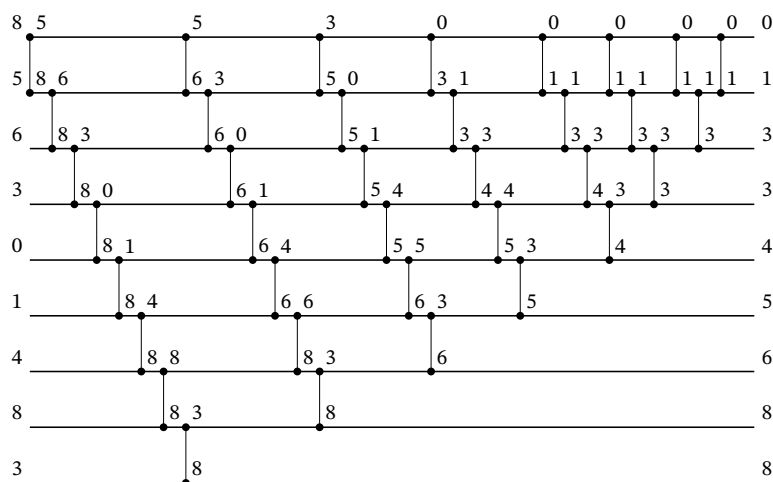 8 5 5 3 0 0 0 0 0 0
5 8 6 6 3 5 0 3 1 1 1 1 1 1 1 1 1
6 8 3 6 0 5 1 3 3 3 3 3 3 3 3
3 8 0 6 1 5 4 4 4 4 3 3 3
0 8 1 6 4 5 5 5 3 4 4
1 8 4 6 6 6 3 5 5
4 8 8 8 3 6 6
8 8 3 8 8
3 8 8